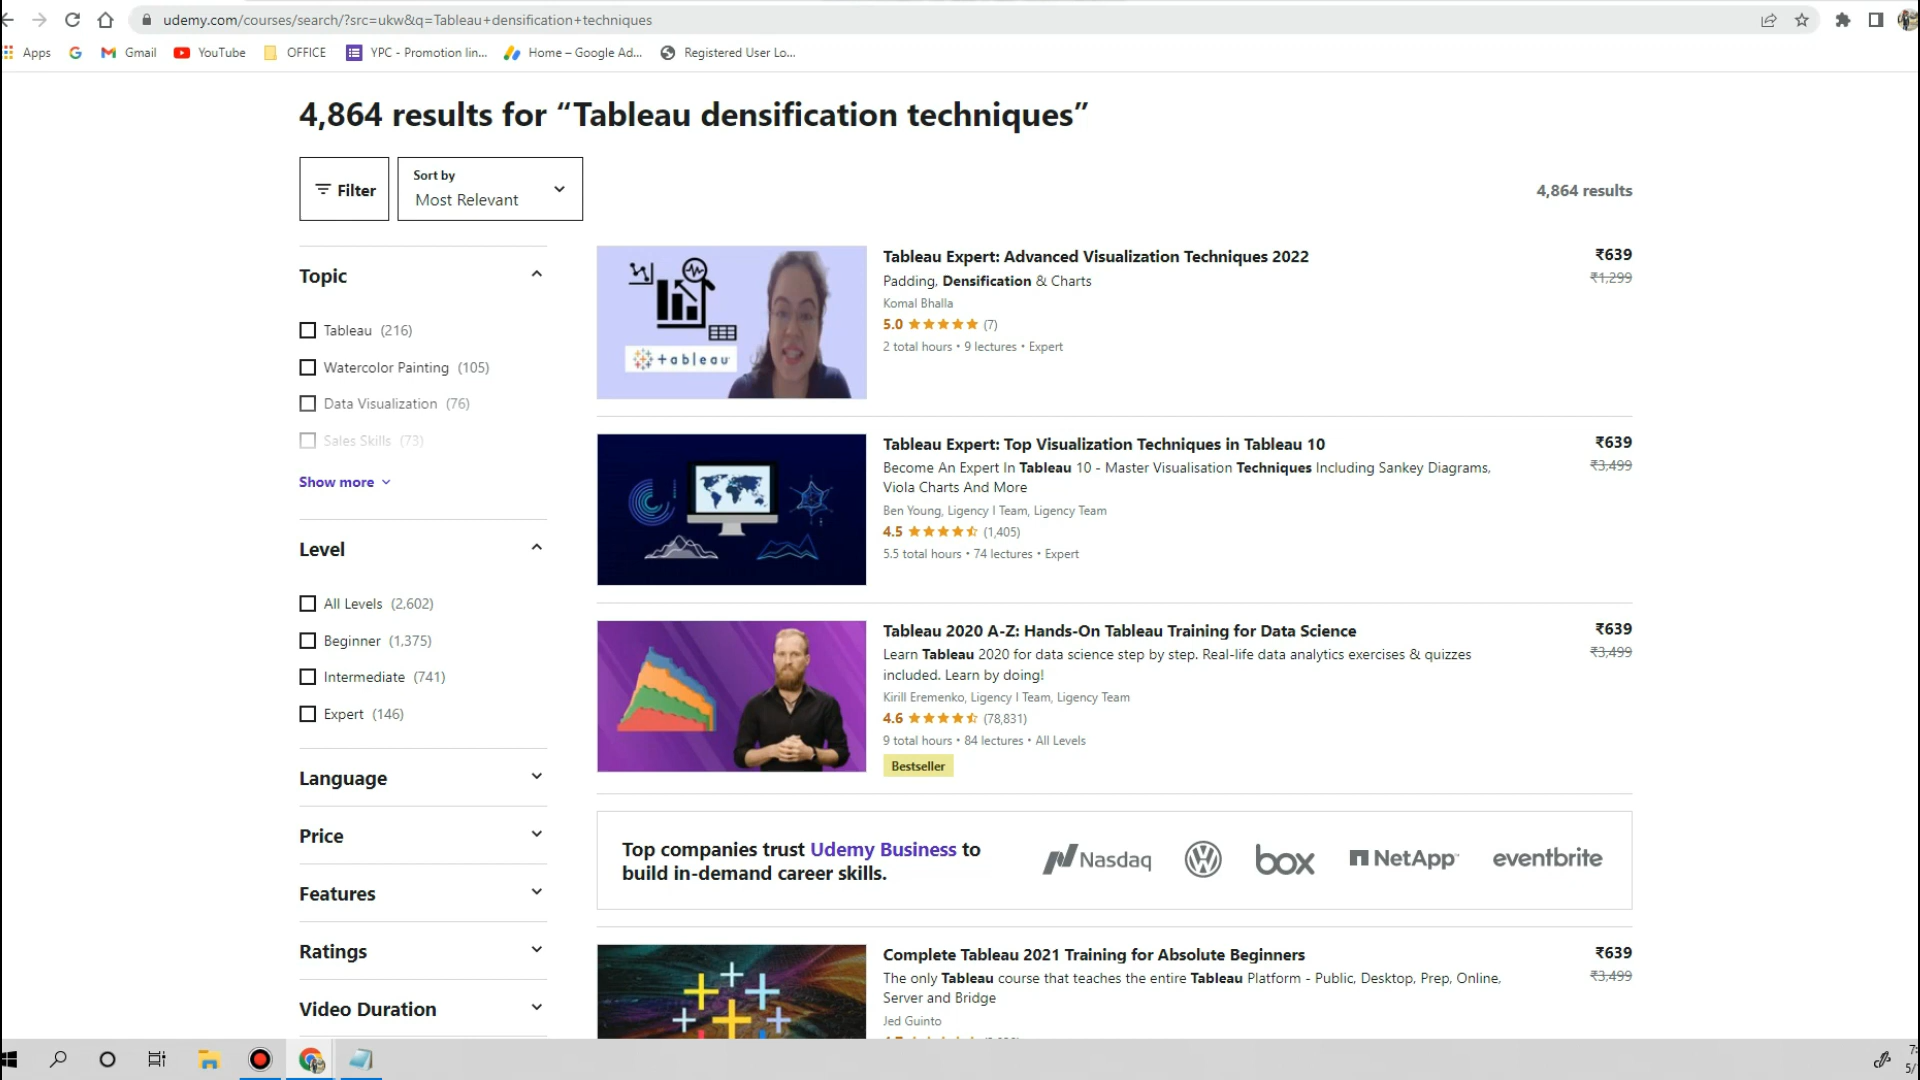 udemy.com/courses/search/?src=ukw&q=Tableau+densification+techniques
Apps
Gmail
YouTube
OFFICE
YPC - Promotion lin...
Home – Google Ad...
Registered User Lo...
4,864 results for “Tableau densification techniques”
Filter
Sort by
Most Relevant
4,864 results
Topic
Tableau (216)
Watercolor Painting (105)
Data Visualization (76)
Sales Skills (73)
Show more
Level
All Levels (2,602)
Beginner (1,375)
Intermediate (741)
Expert (146)
Language
Price
Features
Ratings
Video Duration
+ableau
Tableau Expert: Advanced Visualization Techniques 2022
₹639
Padding, Densification & Charts
₹1,299
Komal Bhalla
5.0 (7)
2 total hours • 9 lectures • Expert
Tableau Expert: Top Visualization Techniques in Tableau 10
₹639
Become An Expert In Tableau 10 - Master Visualisation Techniques Including Sankey Diagrams,
₹3,499
Viola Charts And More
Ben Young, Ligency I Team, Ligency Team
4.5 (1,405)
5.5 total hours • 74 lectures • Expert
Tableau 2020 A-Z: Hands-On Tableau Training for Data Science
₹639
Learn Tableau 2020 for data science step by step. Real-life data analytics exercises & quizzes
₹3,499
included. Learn by doing!
Kirill Eremenko, Ligency I Team, Ligency Team
4.6 (78,831)
9 total hours • 84 lectures • All Levels
Bestseller
Top companies trust Udemy Business to
build in-demand career skills.
Nasdaq
box
NetApp
eventbrite
Complete Tableau 2021 Training for Absolute Beginners
₹639
The only Tableau course that teaches the entire Tableau Platform - Public, Desktop, Prep, Online,
₹3,499
Server and Bridge
Jed Guinto